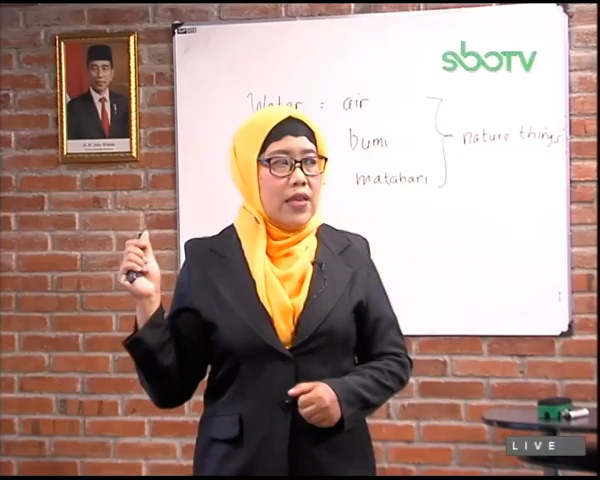 sboTV
Water = air
bumi
nature things
matahari
LIVE